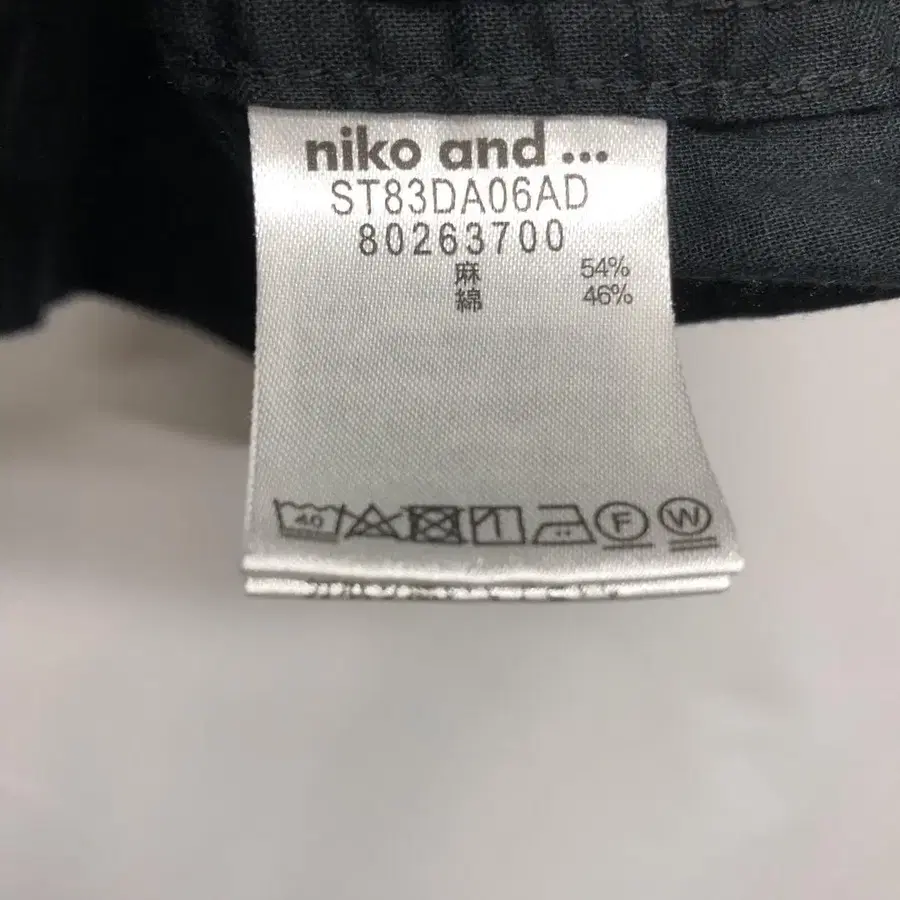 niko and ...
ST83DA06AD
80263700
麻 54%
綿 46%
40 F W